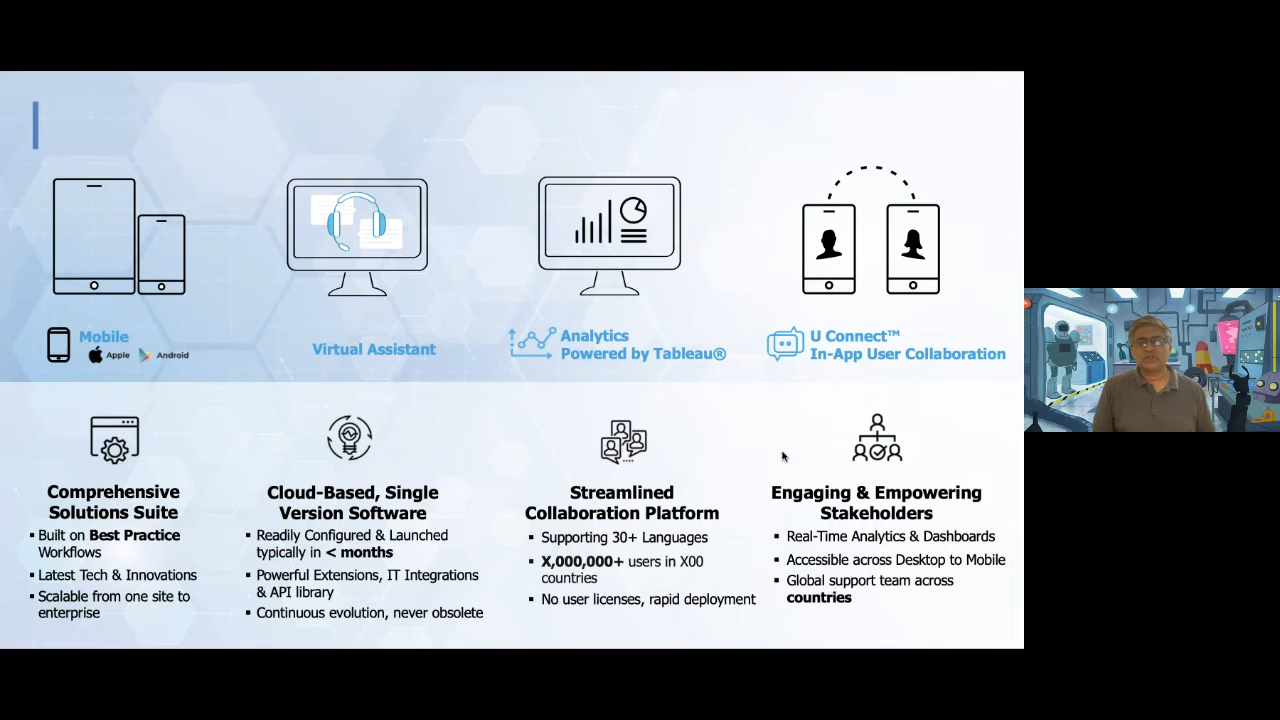 Mobile
Apple
Android
Virtual Assistant
Analytics
Powered by Tableau®
U Connect™
In-App User Collaboration
Comprehensive
Solutions Suite
▪ Built on Best Practice
Workflows
▪ Latest Tech & Innovations
▪ Scalable from one site to
enterprise
Cloud-Based, Single
Version Software
▪ Readily Configured & Launched
typically in < months
▪ Powerful Extensions, IT Integrations
& API library
▪ Continuous evolution, never obsolete
Streamlined
Collaboration Platform
▪ Supporting 30+ Languages
▪ X,000,000+ users in X00
countries
▪ No user licenses, rapid deployment
Engaging & Empowering
Stakeholders
▪ Real-Time Analytics & Dashboards
▪ Accessible across Desktop to Mobile
▪ Global support team across
countries